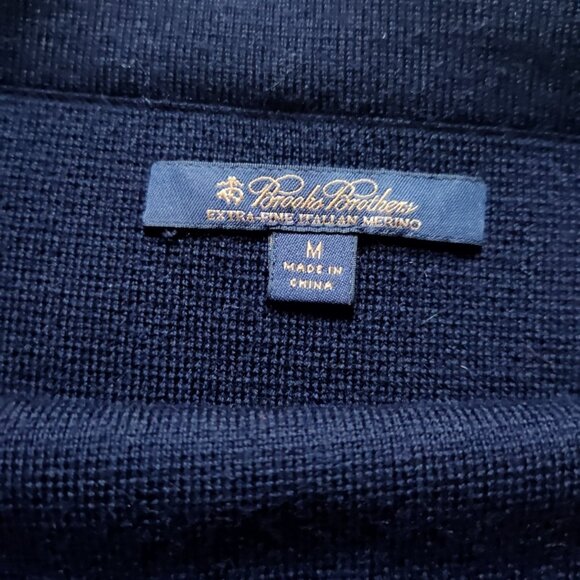 Brooks Brothers
EXTRA-FINE ITALIAN MERINO
M
MADE IN
CHINA